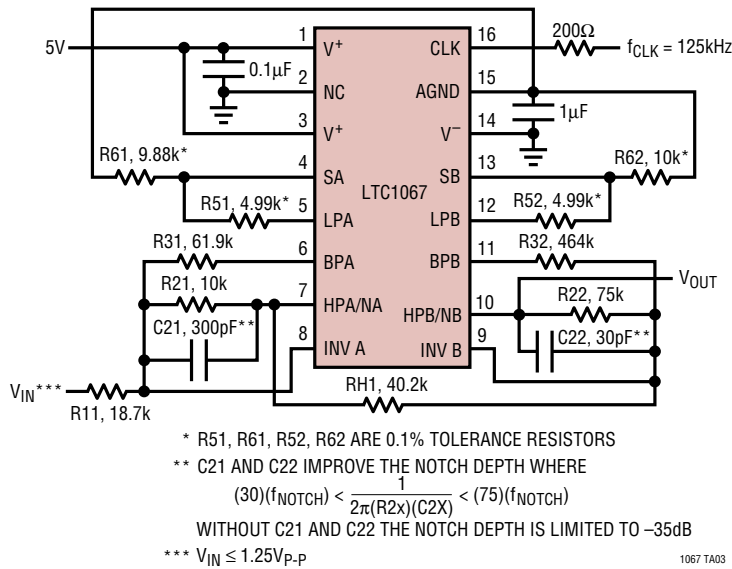 200Ω
5V
1
V+
CLK
16
fCLK = 125kHz
0.1µF
2
NC
AGND
15
1µF
3
V+
V−
14
R61, 9.88k*
4
SA
SB
13
R62, 10k*
LTC1067
R51, 4.99k*
5
LPA
LPB
12
R52, 4.99k*
R31, 61.9k
6
BPA
BPB
11
R32, 464k
VOUT
R21, 10k
7
HPA/NA
HPB/NB
10
R22, 75k
C21, 300pF**
8
INV A
INV B
9
C22, 30pF**
VIN***
R11, 18.7k
RH1, 40.2k
* R51, R61, R52, R62 ARE 0.1% TOLERANCE RESISTORS
** C21 AND C22 IMPROVE THE NOTCH DEPTH WHERE
(30)(fNOTCH) < 1 / 2π(R2x)(C2X) < (75)(fNOTCH)
WITHOUT C21 AND C22 THE NOTCH DEPTH IS LIMITED TO –35dB
*** VIN ≤ 1.25VP-P
1067 TA03